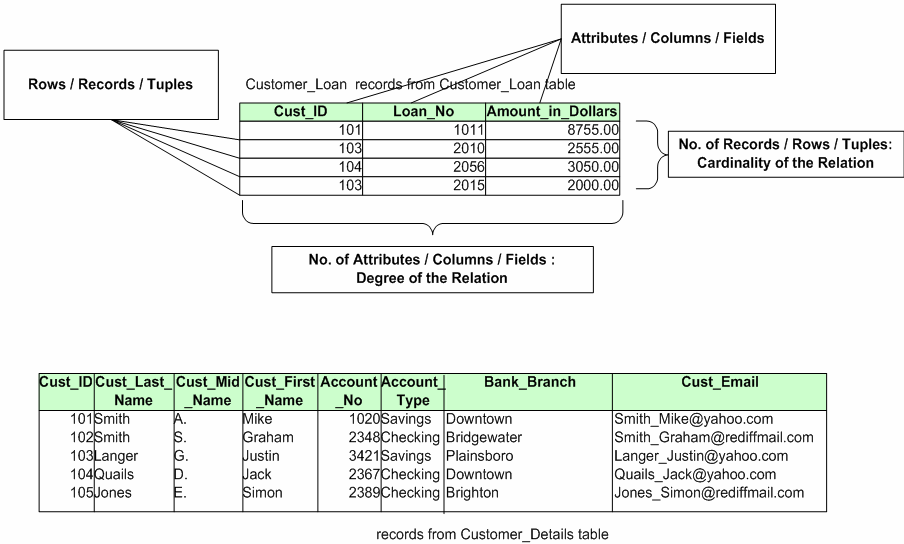 Attributes / Columns / Fields
Rows / Records / Tuples
Customer_Loan records from Customer_Loan table
Cust_ID Loan_No Amount_in_Dollars
101 1011 8755.00
103 2010 2555.00
104 2056 3050.00
103 2015 2000.00
No. of Records / Rows / Tuples:
Cardinality of the Relation
No. of Attributes / Columns / Fields :
Degree of the Relation
Cust_ID Cust_Last_ Cust_Mid Cust_First Account Account_ Bank_Branch Cust_Email
Name _Name _Name _No Type
101 Smith A. Mike 1020 Savings Downtown Smith_Mike@yahoo.com
102 Smith S. Graham 2348 Checking Bridgewater Smith_Graham@rediffmail.com
103 Langer G. Justin 3421 Savings Plainsboro Langer_Justin@yahoo.com
104 Quails D. Jack 2367 Checking Downtown Quails_Jack@yahoo.com
105 Jones E. Simon 2389 Checking Brighton Jones_Simon@rediffmail.com
records from Customer_Details table